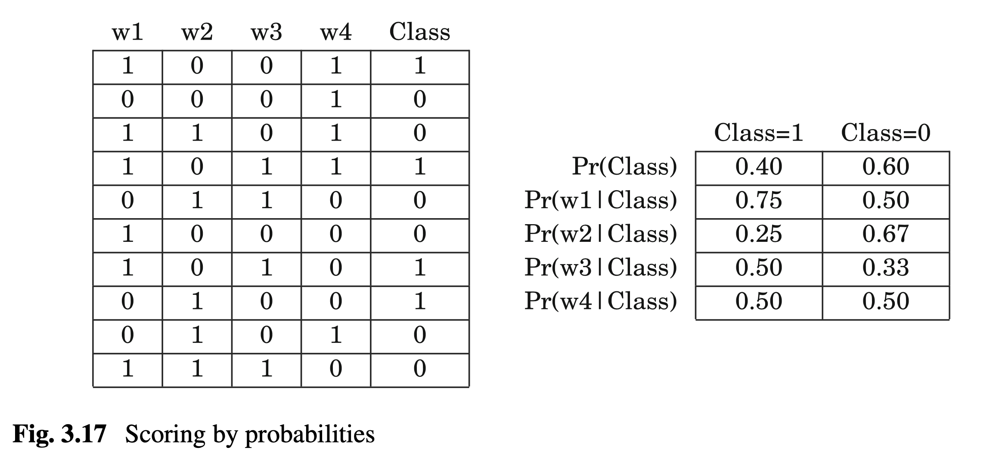 w1 w2 w3 w4 Class
1 0 0 1 1
0 0 0 1 0
1 1 0 1 0
1 0 1 1 1
0 1 1 0 0
1 0 0 0 0
1 0 1 0 1
0 1 0 0 1
0 1 0 1 0
1 1 1 0 0
Class=1 Class=0
Pr(Class) 0.40 0.60
Pr(w1|Class) 0.75 0.50
Pr(w2|Class) 0.25 0.67
Pr(w3|Class) 0.50 0.33
Pr(w4|Class) 0.50 0.50
Fig. 3.17 Scoring by probabilities